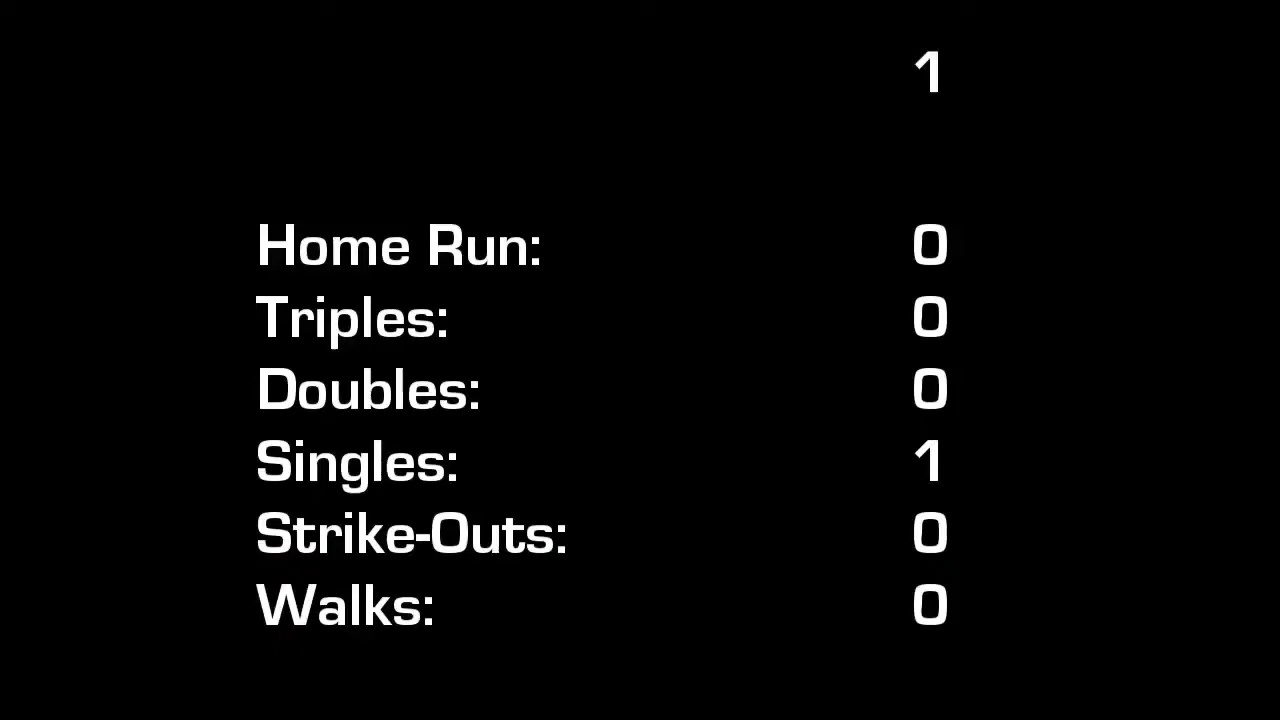 1
Home Run: 0
Triples: 0
Doubles: 0
Singles: 1
Strike-Outs: 0
Walks: 0